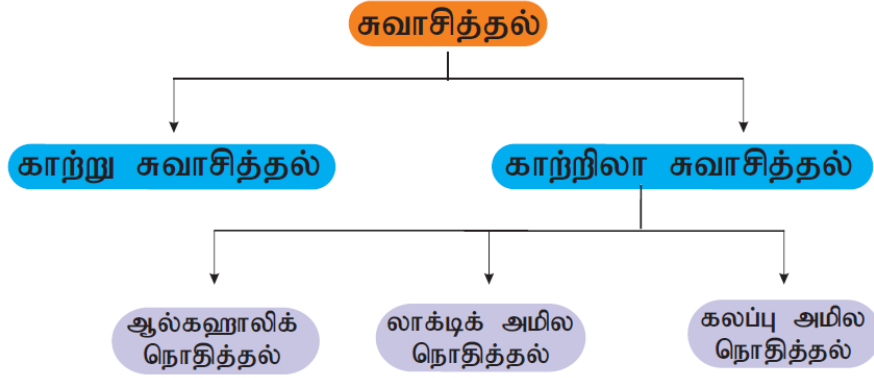 சுவாசித்தல்
காற்று சுவாசித்தல்
காற்றிலா சுவாசித்தல்
ஆல்கஹாலிக்
நொதித்தல்
லாக்டிக் அமில
நொதித்தல்
கலப்பு அமில
நொதித்தல்